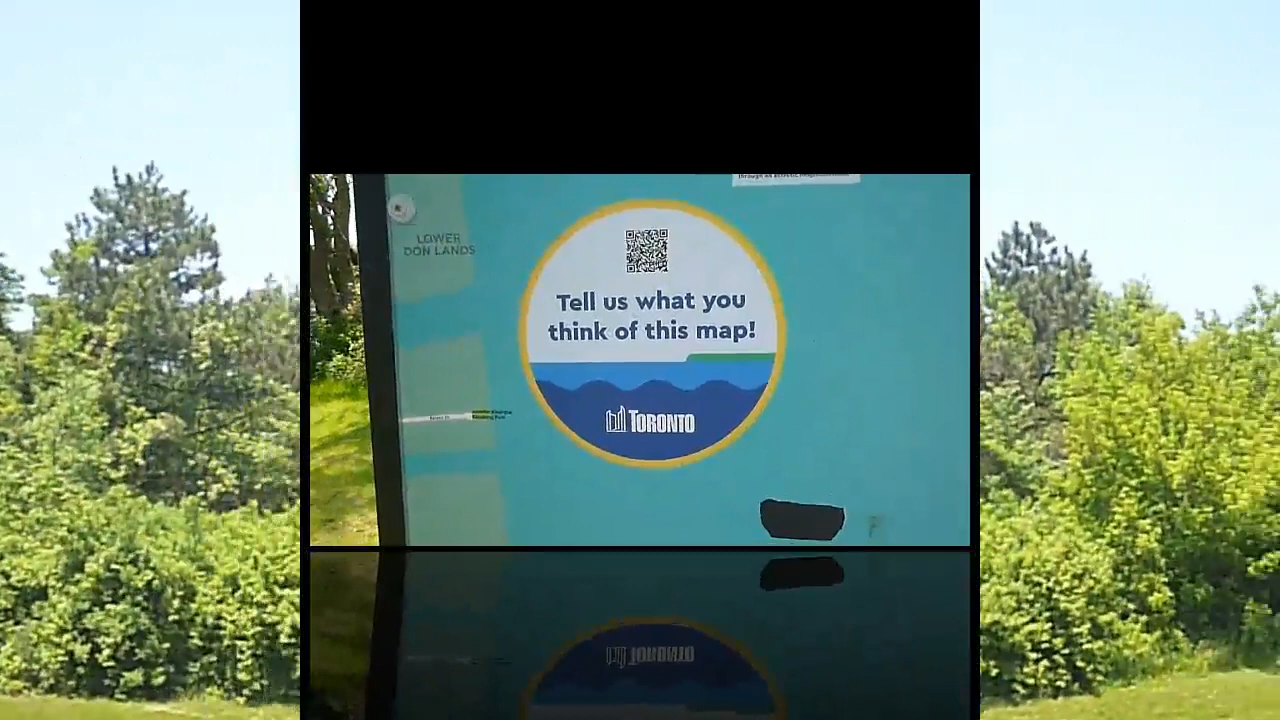 LOWER
DON LANDS
Tell us what you
think of this map!
TORONTO